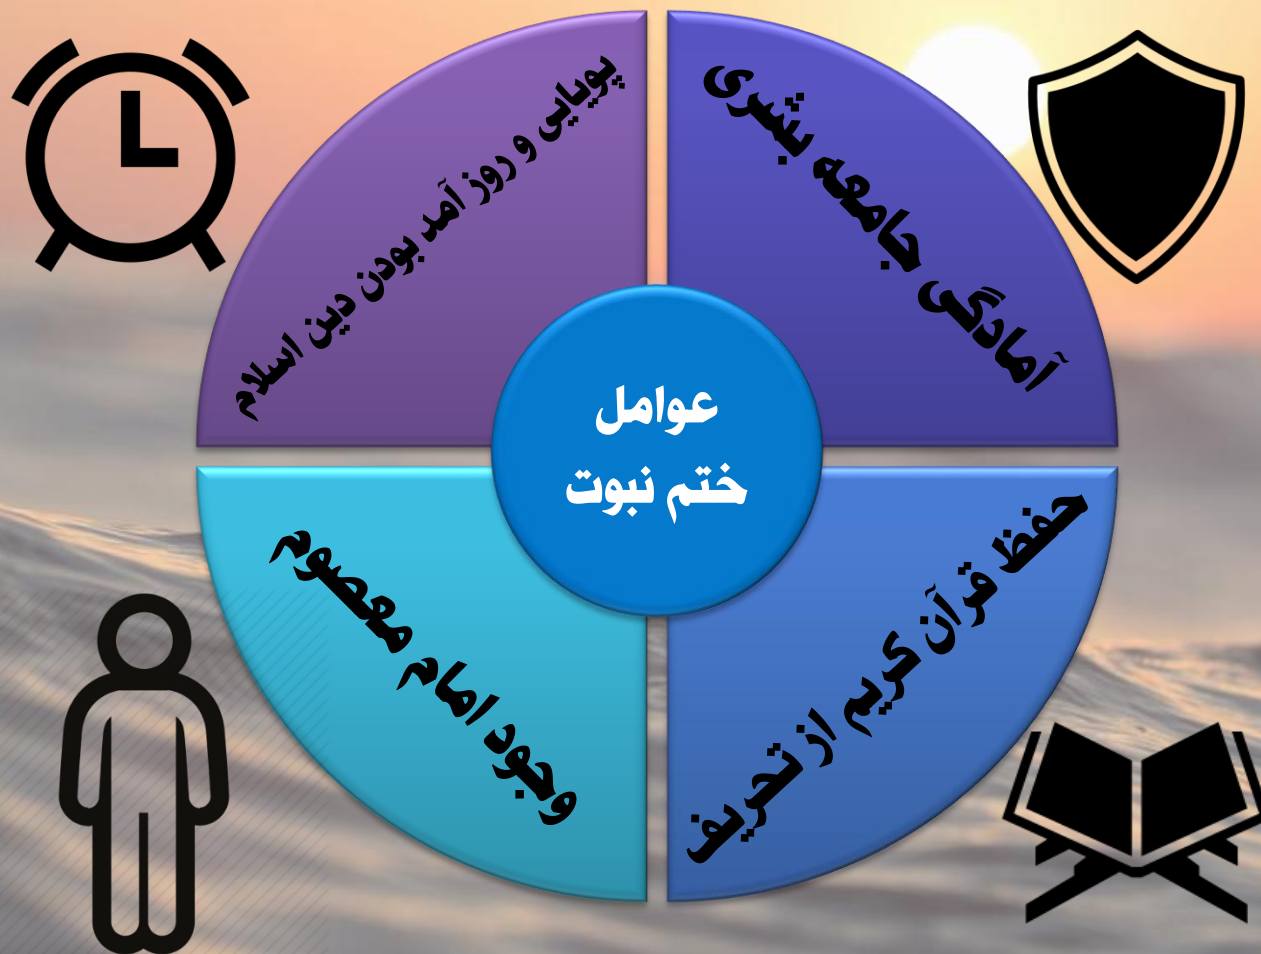 عوامل
ختم نبوت
آمادگی جامعه بشری
حفظ قرآن کریم از تحریف
وجود امام معصوم
پویایی و روز آمد بودن دین اسلام